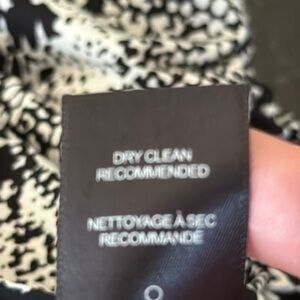 DRY CLEAN
RECOMMENDED
NETTOYAGE À SEC
RECOMMANDÉ